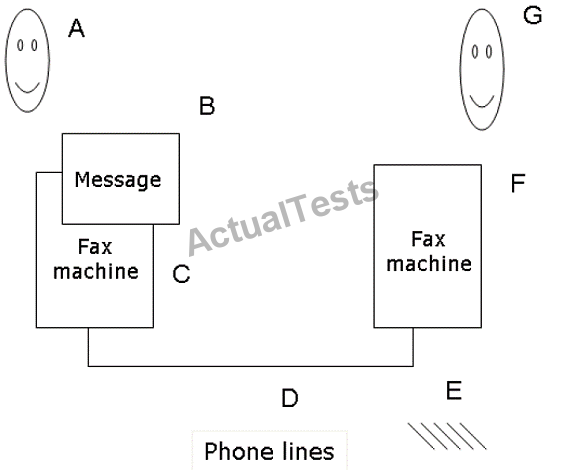 A
G
B
Message
F
ActualTests
Fax
machine
C
Fax
machine
D
E
Phone lines